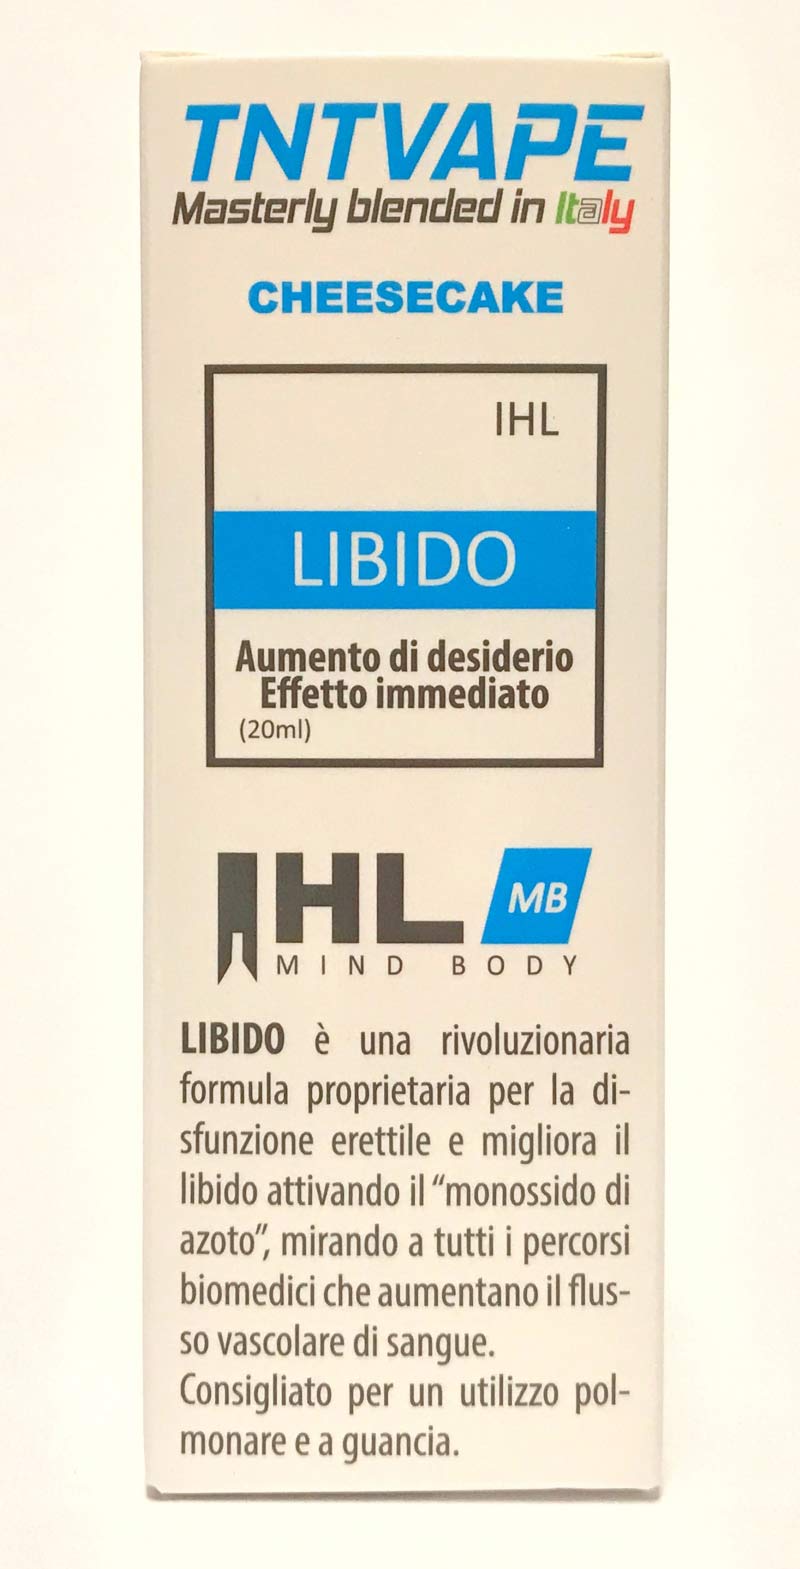 TNTVAPE
Masterly blended in Italy
CHEESECAKE
IHL
LIBIDO
Aumento di desiderio
Effetto immediato
(20ml)
IHL MB
MIND BODY
LIBIDO è una rivoluzionaria
formula proprietaria per la di-
sfunzione erettile e migliora il
libido attivando il “monossido di
azoto”, mirando a tutti i percorsi
biomedici che aumentano il flus-
so vascolare di sangue.
Consigliato per un utilizzo pol-
monare e a guancia.